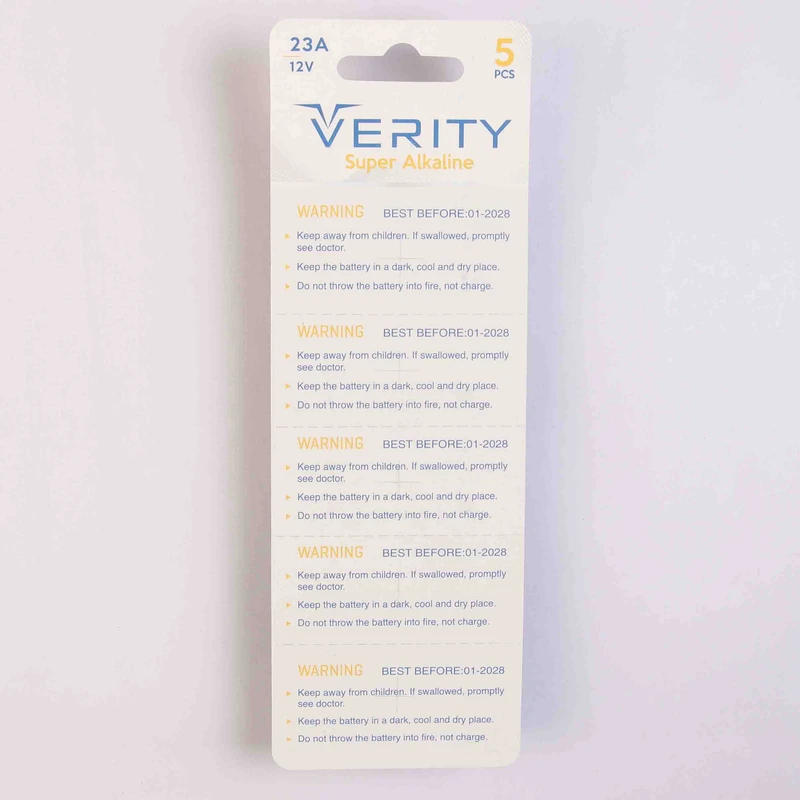 23A
12V
5
PCS
VERITY
Super Alkaline
WARNING BEST BEFORE:01-2028
Keep away from children. If swallowed, promptly
see doctor.
Keep the battery in a dark, cool and dry place.
Do not throw the battery into fire, not charge.
WARNING BEST BEFORE:01-2028
Keep away from children. If swallowed, promptly
see doctor.
Keep the battery in a dark, cool and dry place.
Do not throw the battery into fire, not charge.
WARNING BEST BEFORE:01-2028
Keep away from children. If swallowed, promptly
see doctor.
Keep the battery in a dark, cool and dry place.
Do not throw the battery into fire, not charge.
WARNING BEST BEFORE:01-2028
Keep away from children. If swallowed, promptly
see doctor.
Keep the battery in a dark, cool and dry place.
Do not throw the battery into fire, not charge.
WARNING BEST BEFORE:01-2028
Keep away from children. If swallowed, promptly
see doctor.
Keep the battery in a dark, cool and dry place.
Do not throw the battery into fire, not charge.